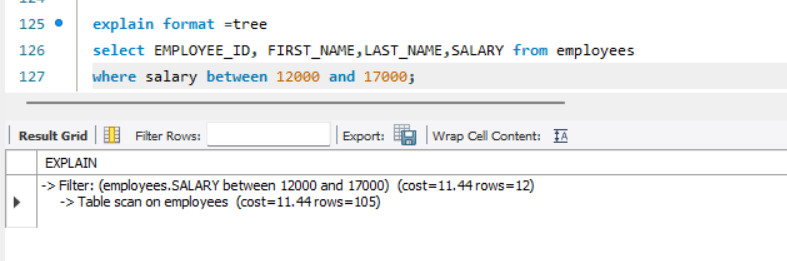 125 explain format =tree
126 select EMPLOYEE_ID, FIRST_NAME,LAST_NAME,SALARY from employees
127 where salary between 12000 and 17000;
Result Grid Filter Rows: Export: Wrap Cell Content: IA
EXPLAIN
-> Filter: (employees.SALARY between 12000 and 17000) (cost=11.44 rows=12)
-> Table scan on employees (cost=11.44 rows=105)